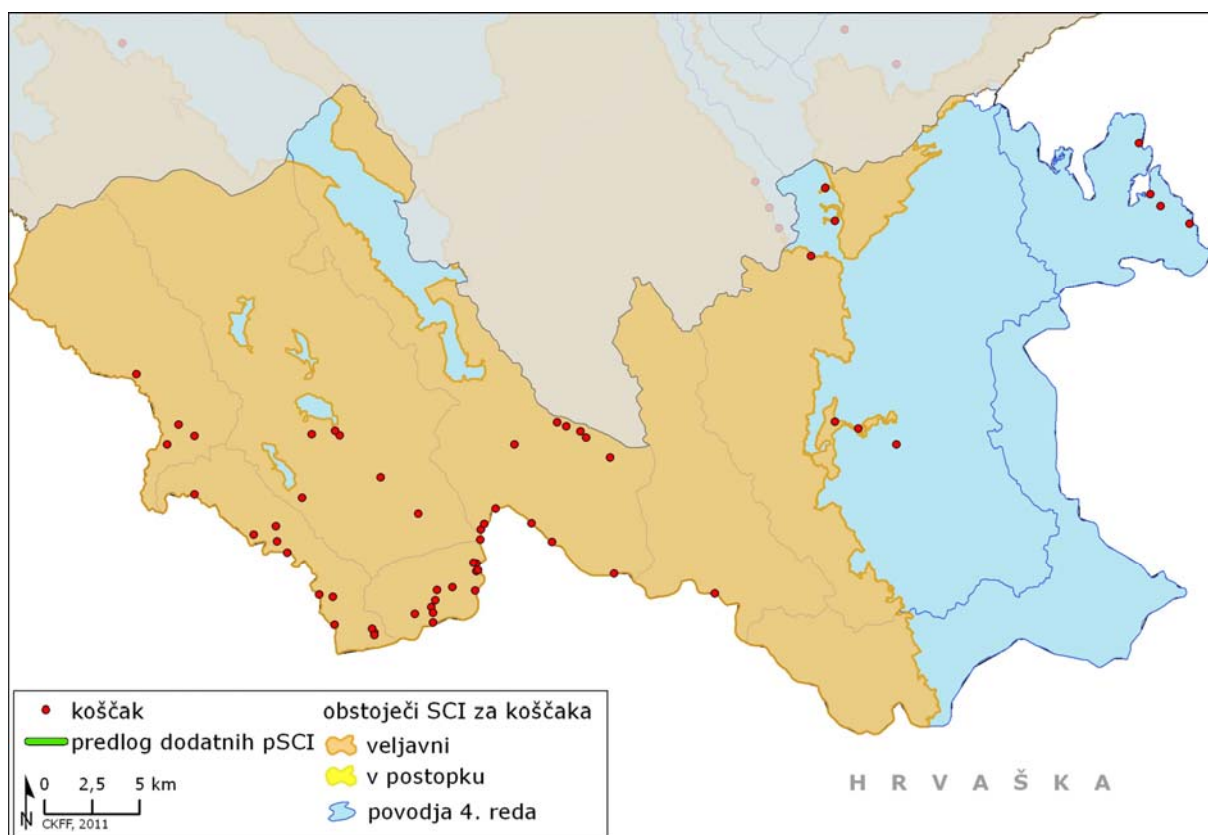 H R V A Š K A
koščak
predlog dodatnih pSCI
0 2,5 5 km
N
CKFF, 2011
obstoječi SCI za koščaka
veljavni
v postopku
povodja 4. reda